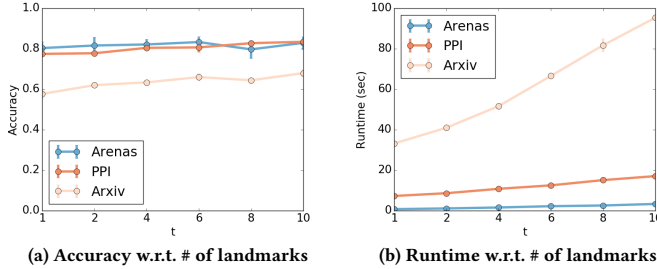 1.0
0.8
0.6
0.4
0.2
0.0
Accuracy
Arenas
PPI
Arxiv
1 2 4 6 8 10
t
(a) Accuracy w.r.t. # of landmarks
100
80
60
40
20
0
Runtime (sec)
Arenas
PPI
Arxiv
1 2 4 6 8 10
t
(b) Runtime w.r.t. # of landmarks